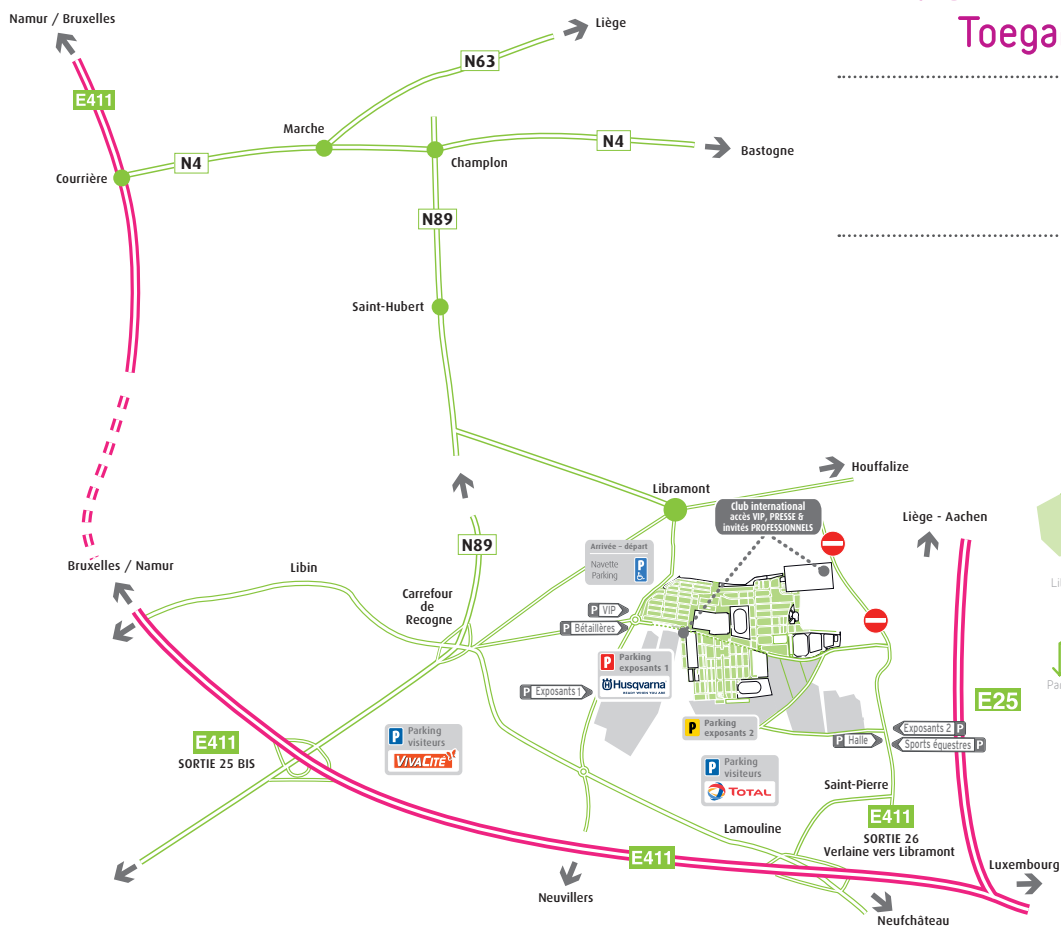 Namur / Bruxelles
Liège
Toega
N63
E411
Marche
N4
N4
Champlon
Bastogne
Courrière
N89
Saint-Hubert
Houffalize
Libramont
Club international
accès VIP, PRESSE &
invités PROFESSIONNELS
Liège - Aachen
N89
Arrivée - départ
Navette
Parking
P
Bruxelles / Namur
Libin
Carrefour
de
Recogne
P VIP
P Bétaillères
P Parking
exposants 1
Husqvarna
READY WHEN YOU ARE
P Exposants 1
E25
P Parking
exposants 2
Exposants 2 P
P Halle
Sports équestres P
E411
SORTIE 25 BIS
P Parking
visiteurs
VIVACITÉ
P Parking
visiteurs
TOTAL
Saint-Pierre
E411
SORTIE 26
Verlaine vers Libramont
Lamouline
E411
Luxembourg
Neuvillers
Neufchâteau